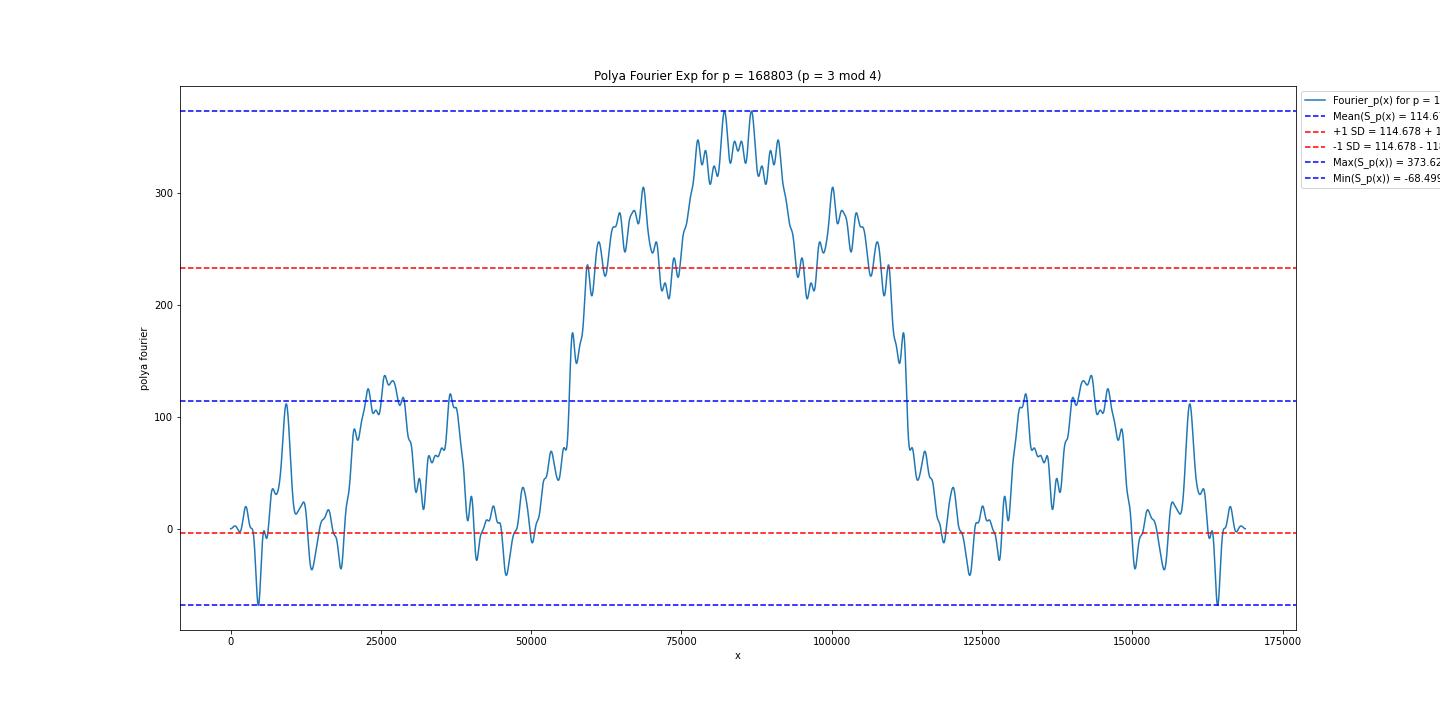 Polya Fourier Exp for p = 168803 (p = 3 mod 4)
Fourier_p(x) for p = 1
Mean(S_p(x) = 114.67
+1 SD = 114.678 + 1
-1 SD = 114.678 - 118
Max(S_p(x)) = 373.62
Min(S_p(x)) = -68.499
polya fourier
300
200
100
0
0 25000 50000 75000 100000 125000 150000 175000
x